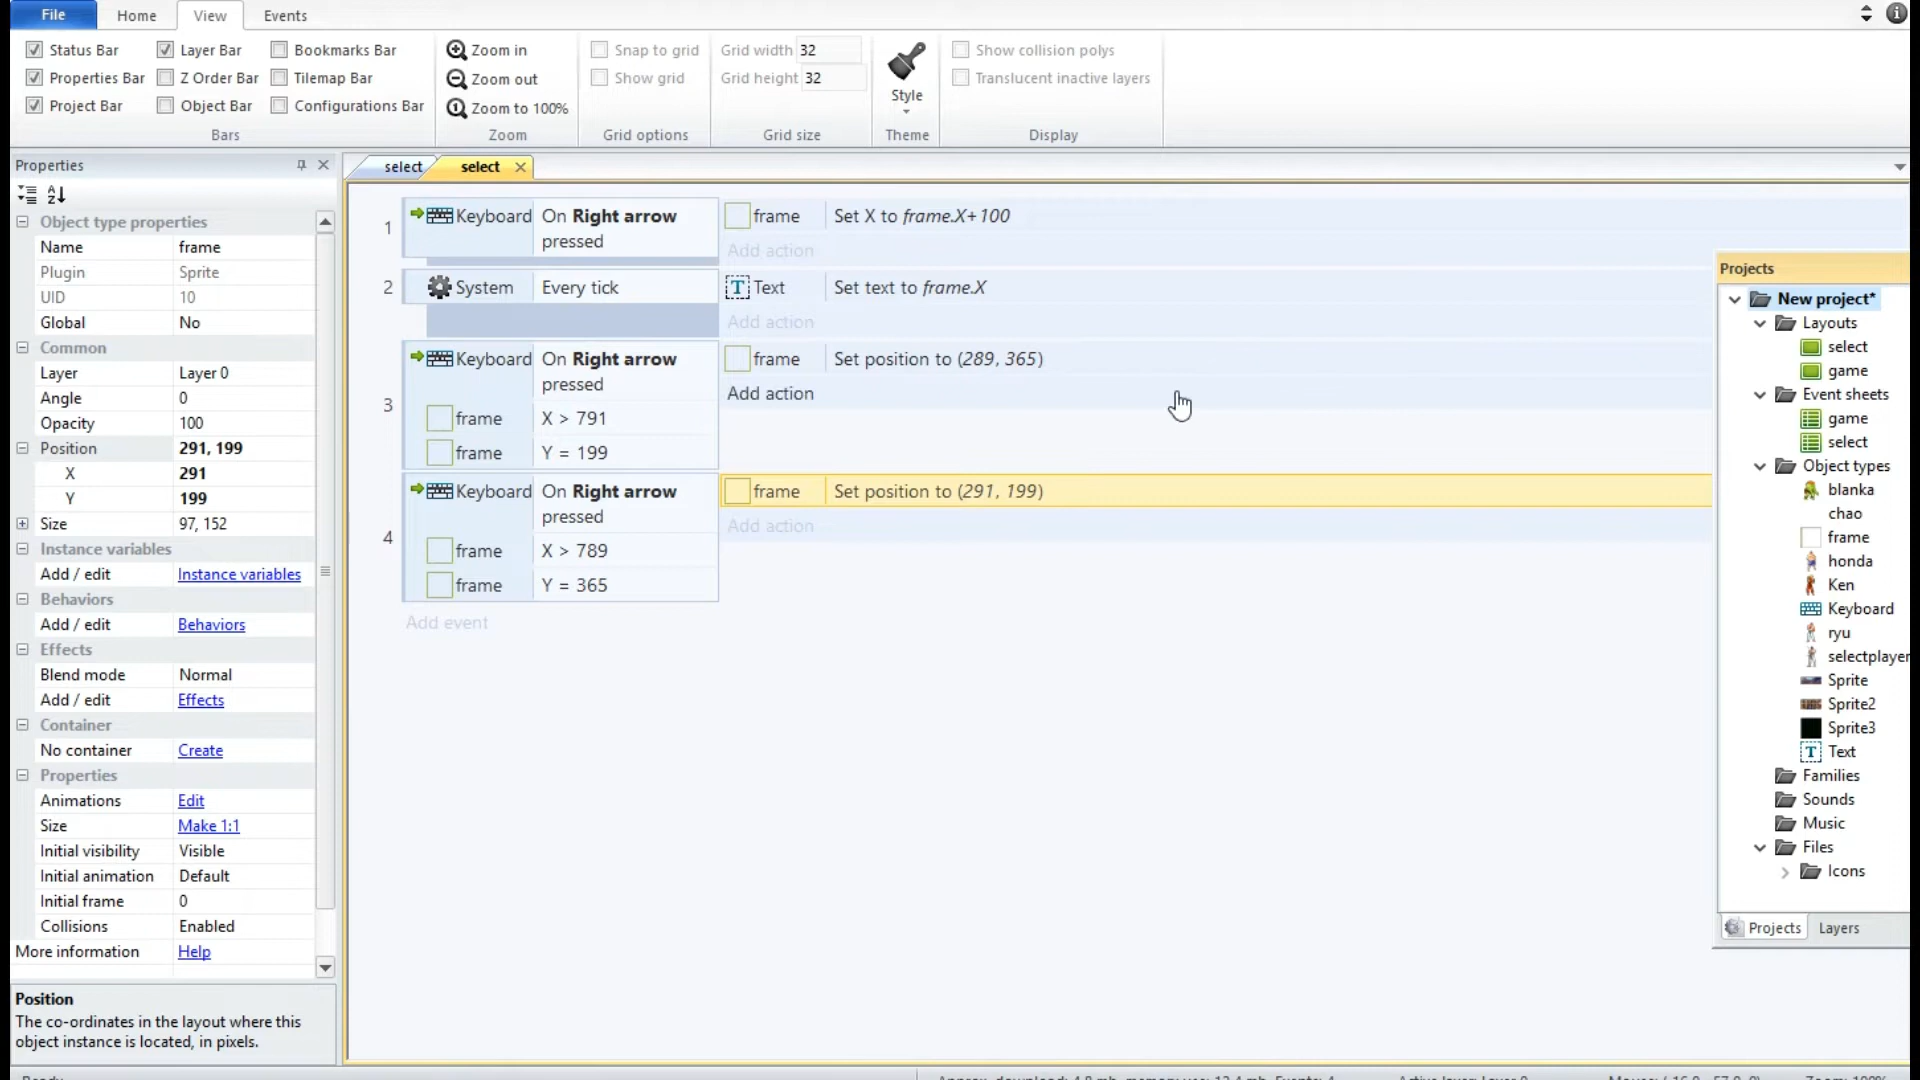 File Home View Events
Status Bar Layer Bar Bookmarks Bar Zoom in Snap to grid Grid width 32 Show collision polys
Properties Bar Z Order Bar Tilemap Bar Zoom out Show grid Grid height 32 Style Translucent inactive layers
Project Bar Object Bar Configurations Bar Zoom to 100%
Bars Zoom Grid options Grid size Theme Display
Properties
Object type properties
Name frame
Plugin Sprite
UID 10
Global No
Common
Layer Layer 0
Angle 0
Opacity 100
Position 291, 199
X 291
Y 199
Size 97, 152
Instance variables
Add / edit Instance variables
Behaviors
Add / edit Behaviors
Effects
Blend mode Normal
Add / edit Effects
Container
No container Create
Properties
Animations Edit
Size Make 1:1
Initial visibility Visible
Initial animation Default
Initial frame 0
Collisions Enabled
More information Help
Position
The co-ordinates in the layout where this
object instance is located, in pixels.
select select
1 Keyboard On Right arrow pressed frame Set X to frame.X+100
Add action
2 System Every tick T Text Set text to frame.X
Add action
3 Keyboard On Right arrow pressed frame Set position to (289, 365)
Add action
frame X > 791
frame Y = 199
4 Keyboard On Right arrow pressed frame Set position to (291, 199)
Add action
frame X > 789
frame Y = 365
Add event
Projects
New project*
Layouts
select
game
Event sheets
game
select
Object types
blanka
chao
frame
honda
Ken
Keyboard
ryu
selectplayer
Sprite
Sprite2
Sprite3
T Text
Families
Sounds
Music
Files
Icons
Projects Layers